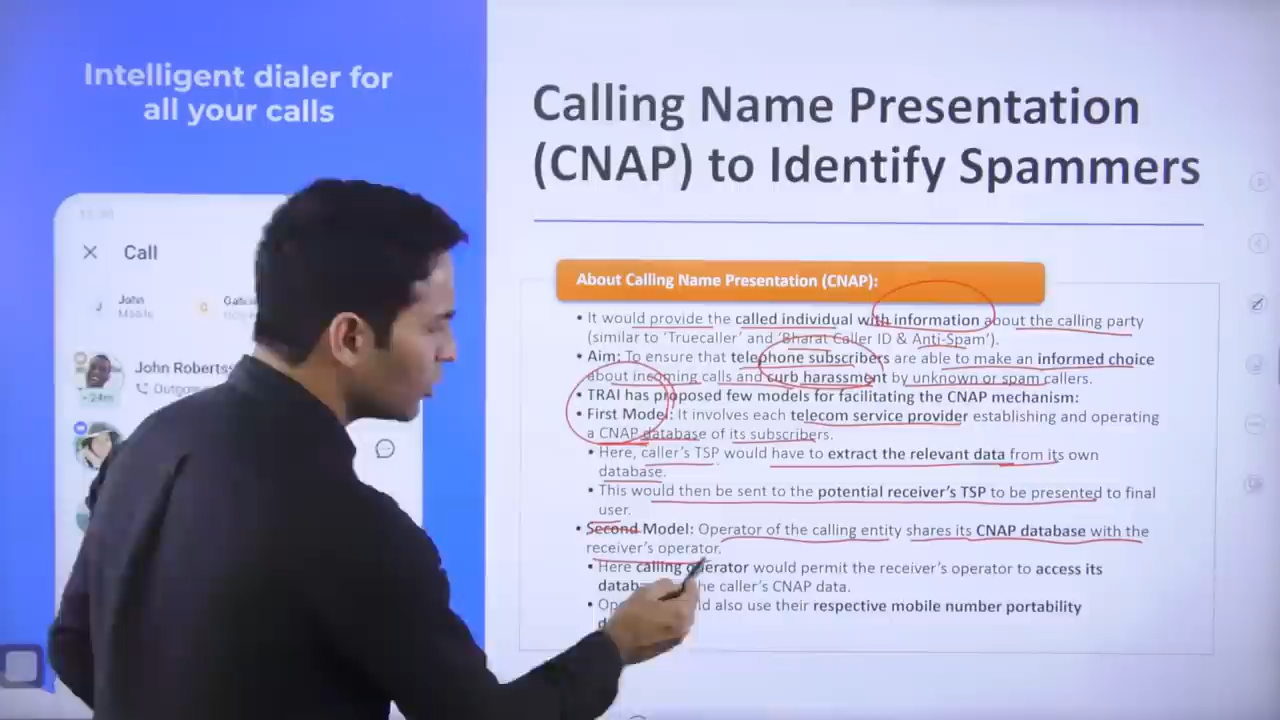 Intelligent dialer for
all your calls
12:30
Call
J
John
Mobile
G
John Roberts
24m
Calling Name Presentation
(CNAP) to Identify Spammers
About Calling Name Presentation (CNAP):
• It would provide the called individual with information about the calling party
(similar to 'Truecaller' and 'Bharat Caller ID & Anti-Spam').
• Aim: To ensure that telephone subscribers are able to make an informed choice
about incoming calls and curb harassment by unknown or spam callers.
• TRAI has proposed few models for facilitating the CNAP mechanism:
• First Model: It involves each telecom service provider establishing and operating
a CNAP database of its subscribers.
• Here, caller's TSP would have to extract the relevant data from its own
database.
• This would then be sent to the potential receiver's TSP to be presented to final
user.
• Second Model: Operator of the calling entity shares its CNAP database with the
receiver's operator.
• Here calling operator would permit the receiver's operator to access its
he caller's CNAP data.
also use their respective mobile number portability